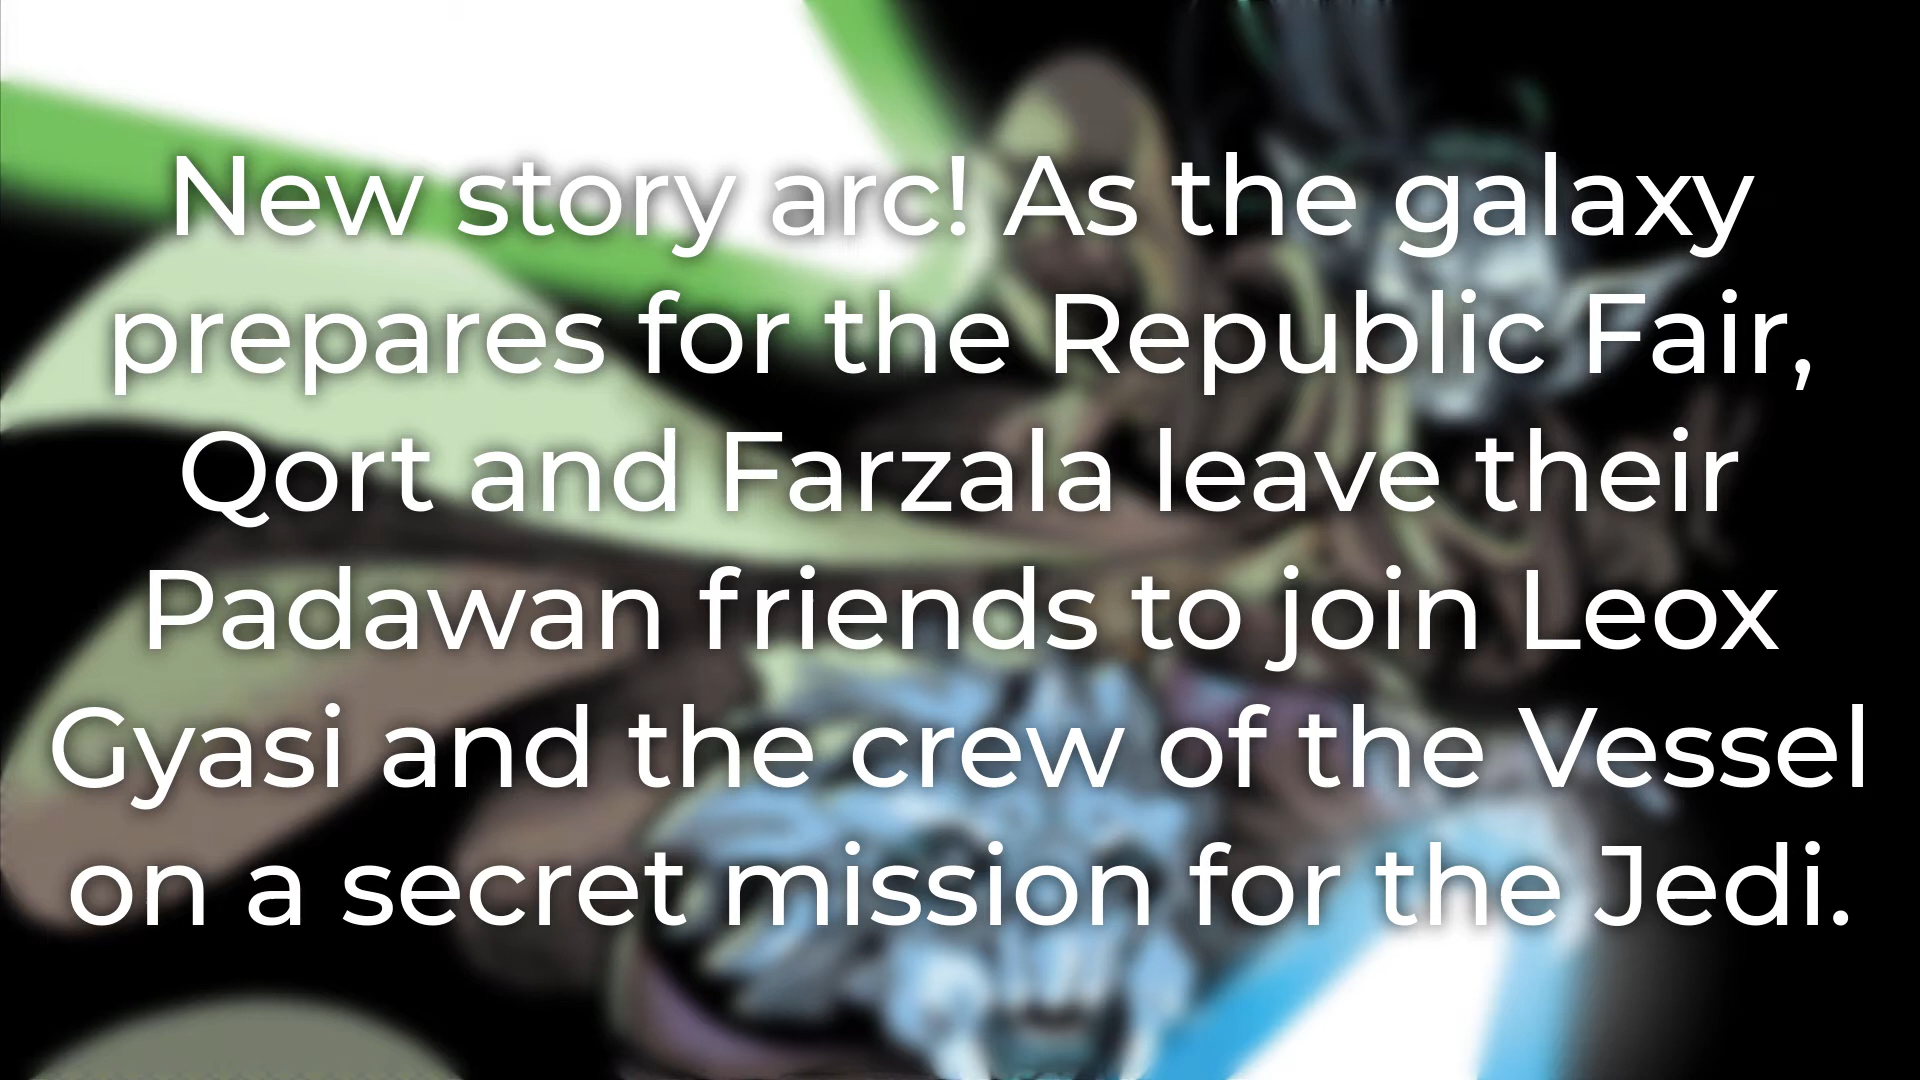 New story arc! As the galaxy
prepares for the Republic Fair,
Qort and Farzala leave their
Padawan friends to join Leox
Gyasi and the crew of the Vessel
on a secret mission for the Jedi.